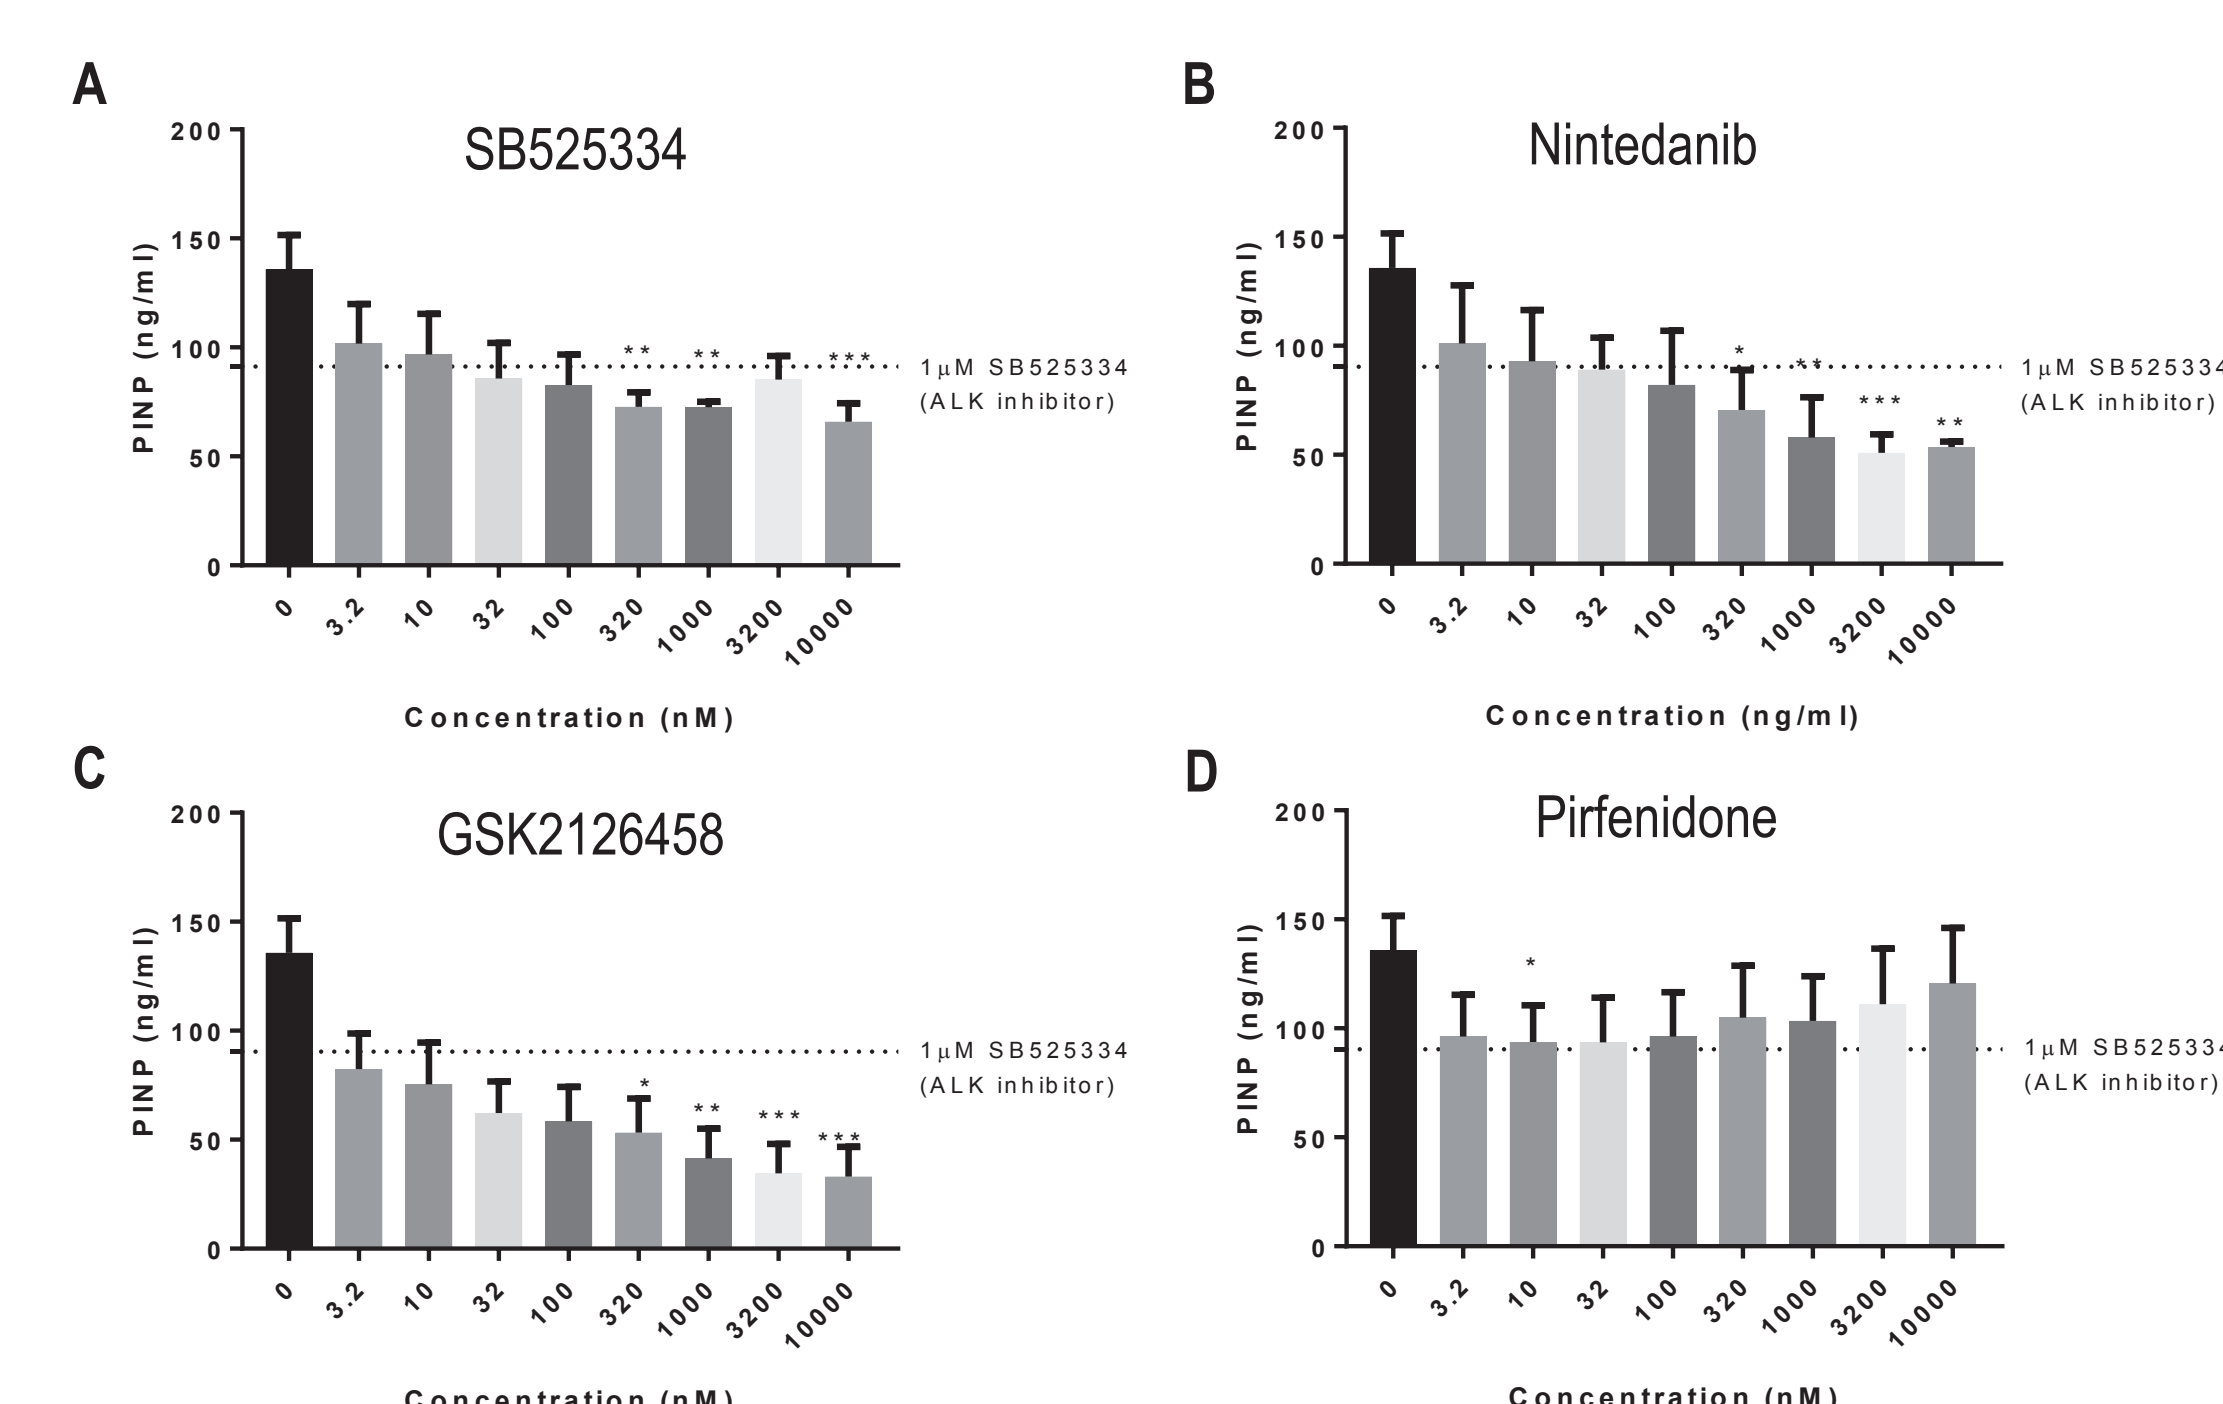 A
SB525334
200
150
100
50
0
PINP (ng/ml)
** ** ***
1μM SB525334
(ALK inhibitor)
0 3.2 10 32 100 320 1000 3200 10000
Concentration (nM)
B
Nintedanib
200
150
100
50
0
PINP (ng/ml)
* ** *** **
1μM SB525334
(ALK inhibitor)
0 3.2 10 32 100 320 1000 3200 10000
Concentration (ng/ml)
C
GSK2126458
200
150
100
50
0
PINP (ng/ml)
* ** *** ***
1μM SB525334
(ALK inhibitor)
0 3.2 10 32 100 320 1000 3200 10000
Concentration (nM)
D
Pirfenidone
200
150
100
50
0
PINP (ng/ml)
*
1μM SB525334
(ALK inhibitor)
0 3.2 10 32 100 320 1000 3200 10000
Concentration (nM)